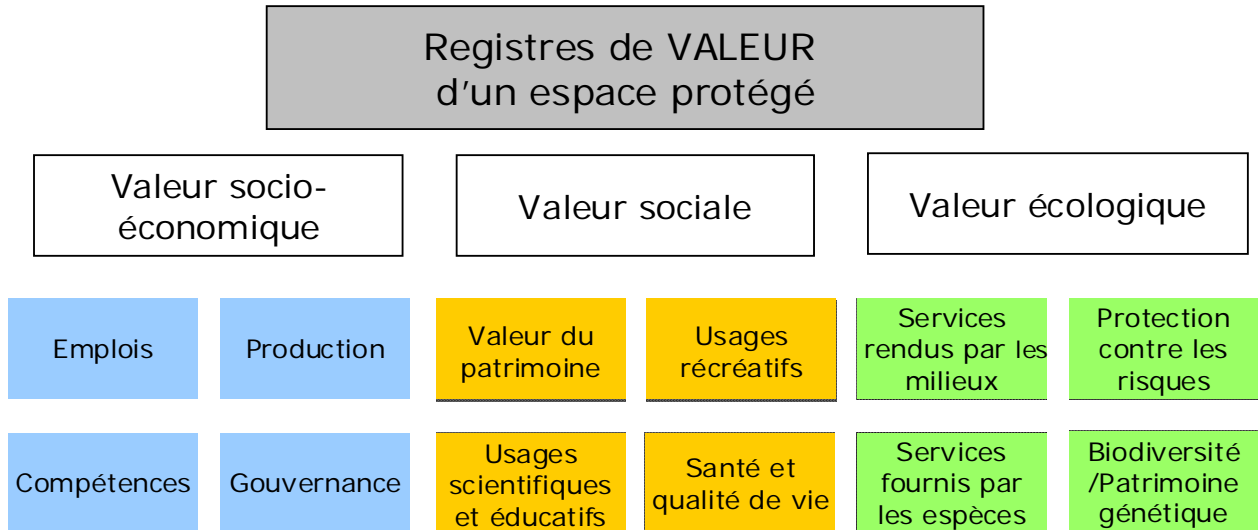 Registres de VALEUR
d'un espace protégé
Valeur socio-
économique
Valeur sociale
Valeur écologique
Emplois
Production
Valeur du
patrimoine
Usages
récréatifs
Services
rendus par les
milieux
Protection
contre les
risques
Compétences
Gouvernance
Usages
scientifiques
et éducatifs
Santé et
qualité de vie
Services
fournis par
les espèces
Biodiversité
/Patrimoine
génétique